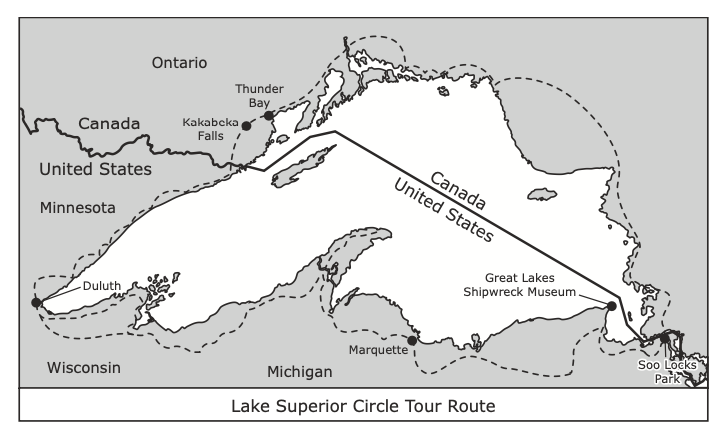 Ontario
Thunder
Bay
Kakabeka
Falls
Canada
United States
Minnesota
Canada
United States
Duluth
Great Lakes
Shipwreck Museum
Marquette
Soo Locks
Park
Wisconsin
Michigan
Lake Superior Circle Tour Route